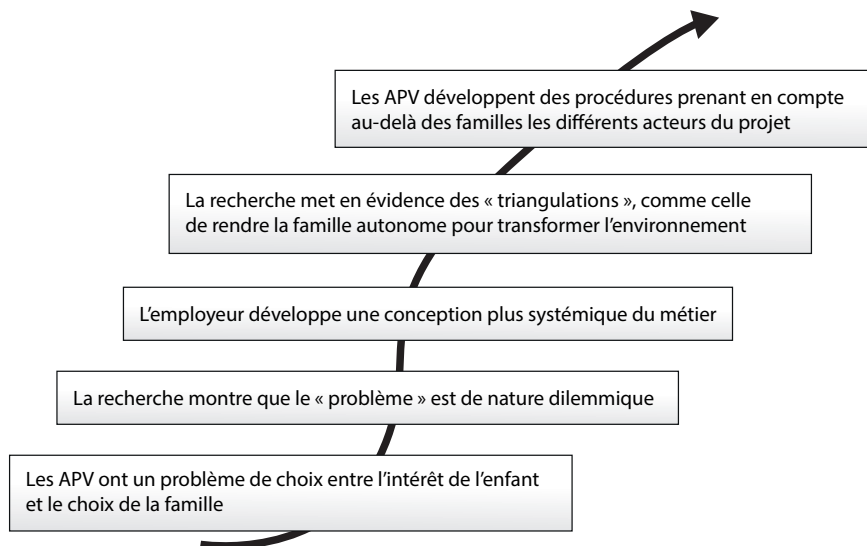 Les APV développent des procédures prenant en compte
au-delà des familles les différents acteurs du projet
La recherche met en évidence des « triangulations », comme celle
de rendre la famille autonome pour transformer l’environnement
L’employeur développe une conception plus systémique du métier
La recherche montre que le « problème » est de nature dilemmique
Les APV ont un problème de choix entre l’intérêt de l’enfant
et le choix de la famille